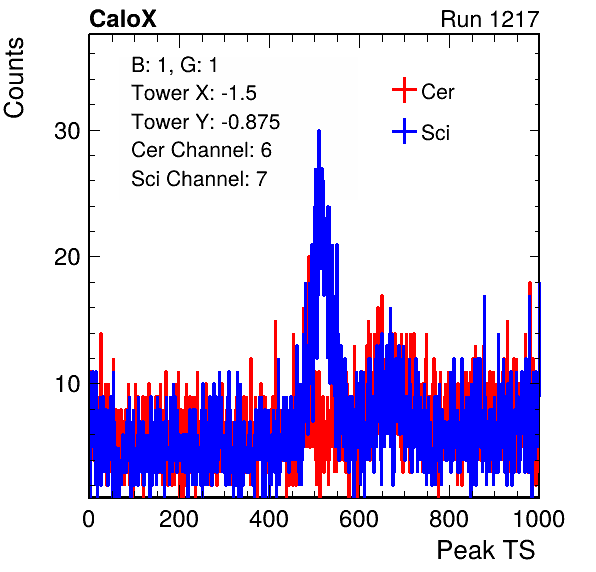 CaloX Run 1217
Counts
B: 1, G: 1
Tower X: -1.5
Tower Y: -0.875
Cer Channel: 6
Sci Channel: 7
Cer
Sci
30
20
10
0 200 400 600 800 1000
Peak TS